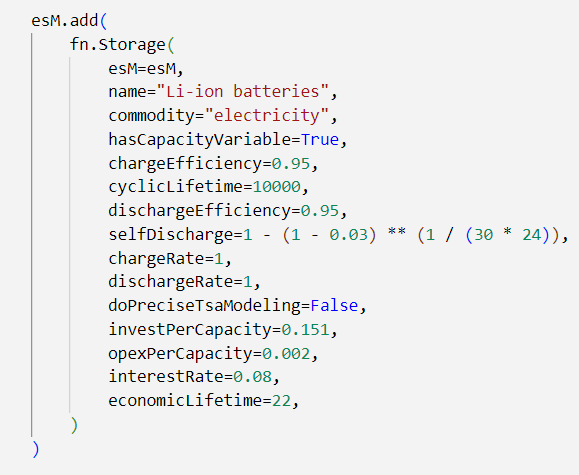 esM.add(
    fn.Storage(
        esM=esM,
        name="Li-ion batteries",
        commodity="electricity",
        hasCapacityVariable=True,
        chargeEfficiency=0.95,
        cyclicLifetime=10000,
        dischargeEfficiency=0.95,
        selfDischarge=1 - (1 - 0.03) ** (1 / (30 * 24)),
        chargeRate=1,
        dischargeRate=1,
        doPreciseTsaModeling=False,
        investPerCapacity=0.151,
        opexPerCapacity=0.002,
        interestRate=0.08,
        economicLifetime=22,
    )
)